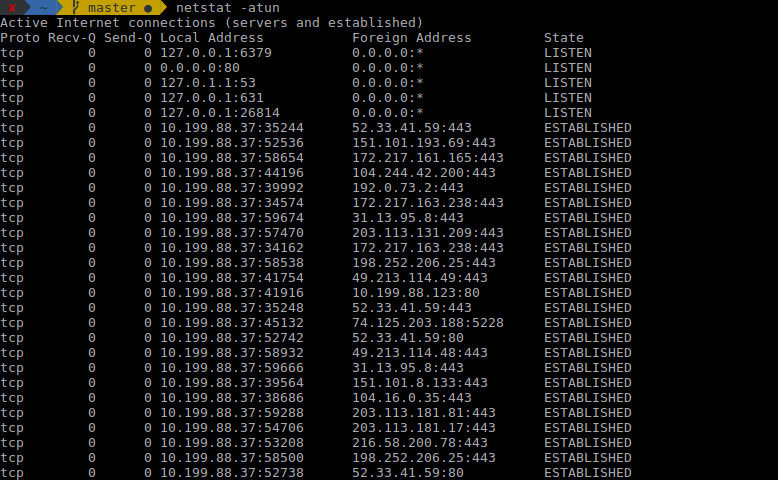 ✘ ~ master ● netstat -atun
Active Internet connections (servers and established)
Proto Recv-Q Send-Q Local Address Foreign Address State
tcp 0 0 127.0.0.1:6379 0.0.0.0:* LISTEN
tcp 0 0 0.0.0.0:80 0.0.0.0:* LISTEN
tcp 0 0 127.0.1.1:53 0.0.0.0:* LISTEN
tcp 0 0 127.0.0.1:631 0.0.0.0:* LISTEN
tcp 0 0 127.0.0.1:26814 0.0.0.0:* LISTEN
tcp 0 0 10.199.88.37:35244 52.33.41.59:443 ESTABLISHED
tcp 0 0 10.199.88.37:52536 151.101.193.69:443 ESTABLISHED
tcp 0 0 10.199.88.37:58654 172.217.161.165:443 ESTABLISHED
tcp 0 0 10.199.88.37:44196 104.244.42.200:443 ESTABLISHED
tcp 0 0 10.199.88.37:39992 192.0.73.2:443 ESTABLISHED
tcp 0 0 10.199.88.37:34574 172.217.163.238:443 ESTABLISHED
tcp 0 0 10.199.88.37:59674 31.13.95.8:443 ESTABLISHED
tcp 0 0 10.199.88.37:57470 203.113.131.209:443 ESTABLISHED
tcp 0 0 10.199.88.37:34162 172.217.163.238:443 ESTABLISHED
tcp 0 0 10.199.88.37:58538 198.252.206.25:443 ESTABLISHED
tcp 0 0 10.199.88.37:41754 49.213.114.49:443 ESTABLISHED
tcp 0 0 10.199.88.37:41916 10.199.88.123:80 ESTABLISHED
tcp 0 0 10.199.88.37:35248 52.33.41.59:443 ESTABLISHED
tcp 0 0 10.199.88.37:45132 74.125.203.188:5228 ESTABLISHED
tcp 0 0 10.199.88.37:52742 52.33.41.59:80 ESTABLISHED
tcp 0 0 10.199.88.37:58932 49.213.114.48:443 ESTABLISHED
tcp 0 0 10.199.88.37:59666 31.13.95.8:443 ESTABLISHED
tcp 0 0 10.199.88.37:39564 151.101.8.133:443 ESTABLISHED
tcp 0 0 10.199.88.37:38686 104.16.0.35:443 ESTABLISHED
tcp 0 0 10.199.88.37:59288 203.113.181.81:443 ESTABLISHED
tcp 0 0 10.199.88.37:54706 203.113.181.17:443 ESTABLISHED
tcp 0 0 10.199.88.37:53208 216.58.200.78:443 ESTABLISHED
tcp 0 0 10.199.88.37:58500 198.252.206.25:443 ESTABLISHED
tcp 0 0 10.199.88.37:52738 52.33.41.59:80 ESTABLISHED